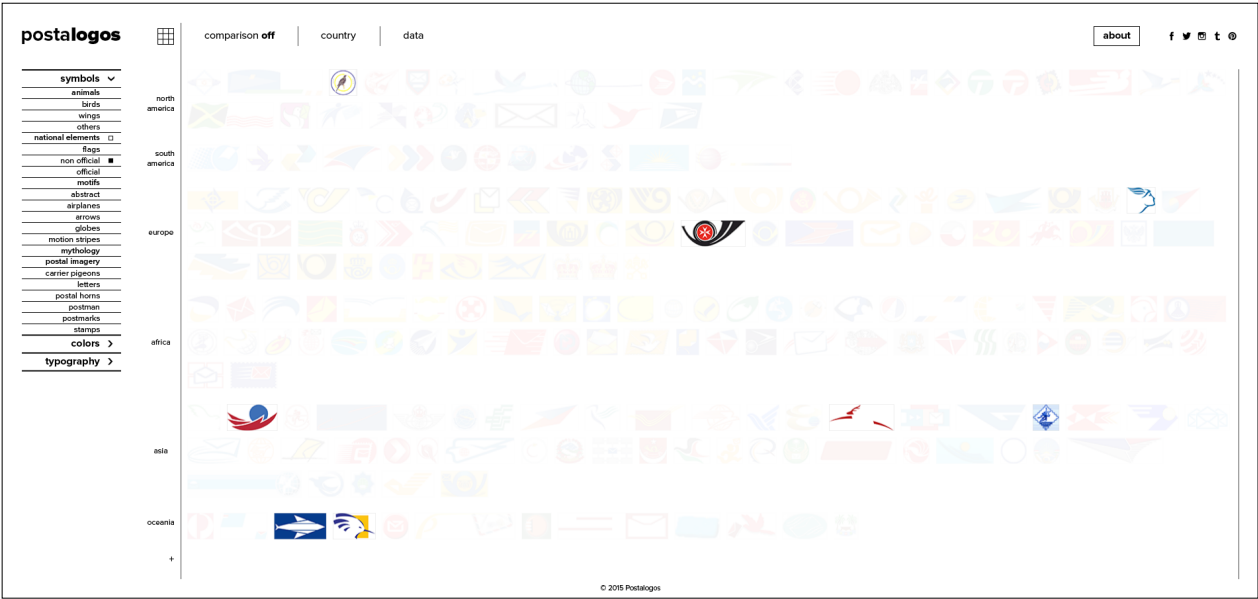 postalogos
comparison off
country
data
about
symbols
animals
birds
wings
others
national elements
flags
non official
official
motifs
abstract
airplanes
arrows
globes
motion stripes
mythology
postal imagery
carrier pigeons
letters
postal horns
postman
postmarks
stamps
colors
typography
north
america
south
america
europe
africa
asia
oceania
+
© 2015 Postalogos